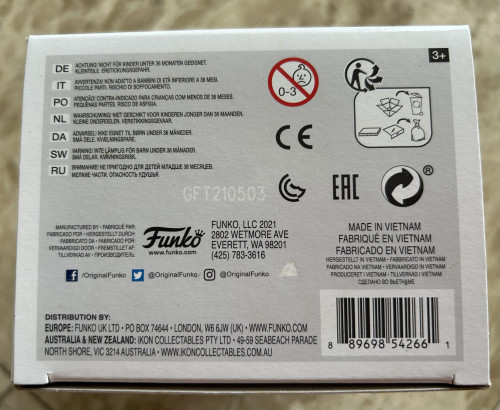 DE ACHTUNG! NICHT FÜR KINDER UNTER 36 MONATEN GEEIGNET.
KLEINTEILE. ERSTICKUNGSGEFAHR.
IT AVVERTENZA! NON ADATTO A BAMBINI DI ETÀ INFERIORE A 36 MESI.
PICCOLE PARTI. RISCHIO DI SOFFOCAMENTO.
PO ATENÇÃO! CONTRA-INDICADO PARA CRIANÇAS COM MENOS DE 36 MESES.
PEQUENAS PARTES. RISCO DE ASFIXIA.
NL WAARSCHUWING! NIET GESCHIKT VOOR KINDEREN JONGER DAN 36 MAANDEN.
KLEINE ONDERDELEN. VERSTIKKINGSGEVAAR.
DA ADVARSEL! IKKE EGNET TIL BØRN UNDER 36 MÅNEDER.
SMÅ DELE. KVÆLNINGSFARE.
SW VARNING! INTE LÄMPLIG FÖR BARN UNDER 36 MÅNADER.
SMÅ DELAR. KVÄVNINGSRISK.
RU ВНИМАНИЕ! НЕ ПРИГОДНО ДЛЯ ДЕТЕЙ МЛАДШЕ 36 МЕСЯЦЕВ.
МЕЛКИЕ ЧАСТИ. ОПАСНОСТЬ УДУШЬЯ.
3+
0-3
CE
GFT210503
EAC
®
MANUFACTURED BY • FABRIQUÉ PAR
FABRICADO POR • HERGESTELLT DURCH
FABBRICATO DA • FABRICADO POR
VERVAARDIGD DOOR • FREMSTILLET AF
TILLVERKAD AV • ПРОИЗВОДИТЕЛЬ:
Funko
www.funko.com
FUNKO, LLC 2021
2802 WETMORE AVE
EVERETT, WA 98201
(425) 783-3616
/OriginalFunko @OriginalFunko @OriginalFunko
MADE IN VIETNAM
FABRIQUÉ EN VIETNAM
FABRICADO EN VIETNAM
HERGESTELLT IN VIETNAM • FABBRICATO IN VIETNAM
FABRICADO NA VIETNAM • VERVAARDIGD IN VIETNAM
PRODUCERET I VIETNAM • TILLVERKAD I VIETNAM
СДЕЛАНО ВО ВЬЕТНАМЕ
DISTRIBUTION BY:
EUROPE: FUNKO UK LTD • PO BOX 74644 • LONDON, W6 6JW (UK) • WWW.FUNKO.COM
AUSTRALIA & NEW ZEALAND: IKON COLLECTABLES PTY LTD • 49-59 SEABEACH PARADE
NORTH SHORE, VIC 3214 AUSTRALIA • WWW.IKONCOLLECTABLES.COM.AU
8 89698 54266 1